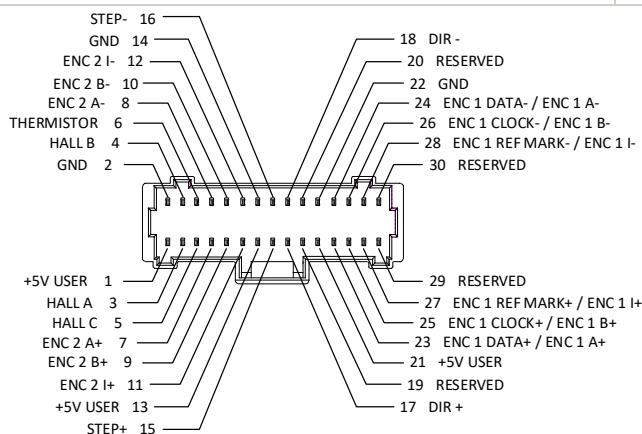 STEP- 16
GND 14
ENC 2 I- 12
ENC 2 B- 10
ENC 2 A- 8
THERMISTOR 6
HALL B 4
GND 2
18 DIR -
20 RESERVED
22 GND
24 ENC 1 DATA- / ENC 1 A-
26 ENC 1 CLOCK- / ENC 1 B-
28 ENC 1 REF MARK- / ENC 1 I-
30 RESERVED
+5V USER 1
HALL A 3
HALL C 5
ENC 2 A+ 7
ENC 2 B+ 9
ENC 2 I+ 11
+5V USER 13
STEP+ 15
29 RESERVED
27 ENC 1 REF MARK+ / ENC 1 I+
25 ENC 1 CLOCK+ / ENC 1 B+
23 ENC 1 DATA+ / ENC 1 A+
21 +5V USER
19 RESERVED
17 DIR +